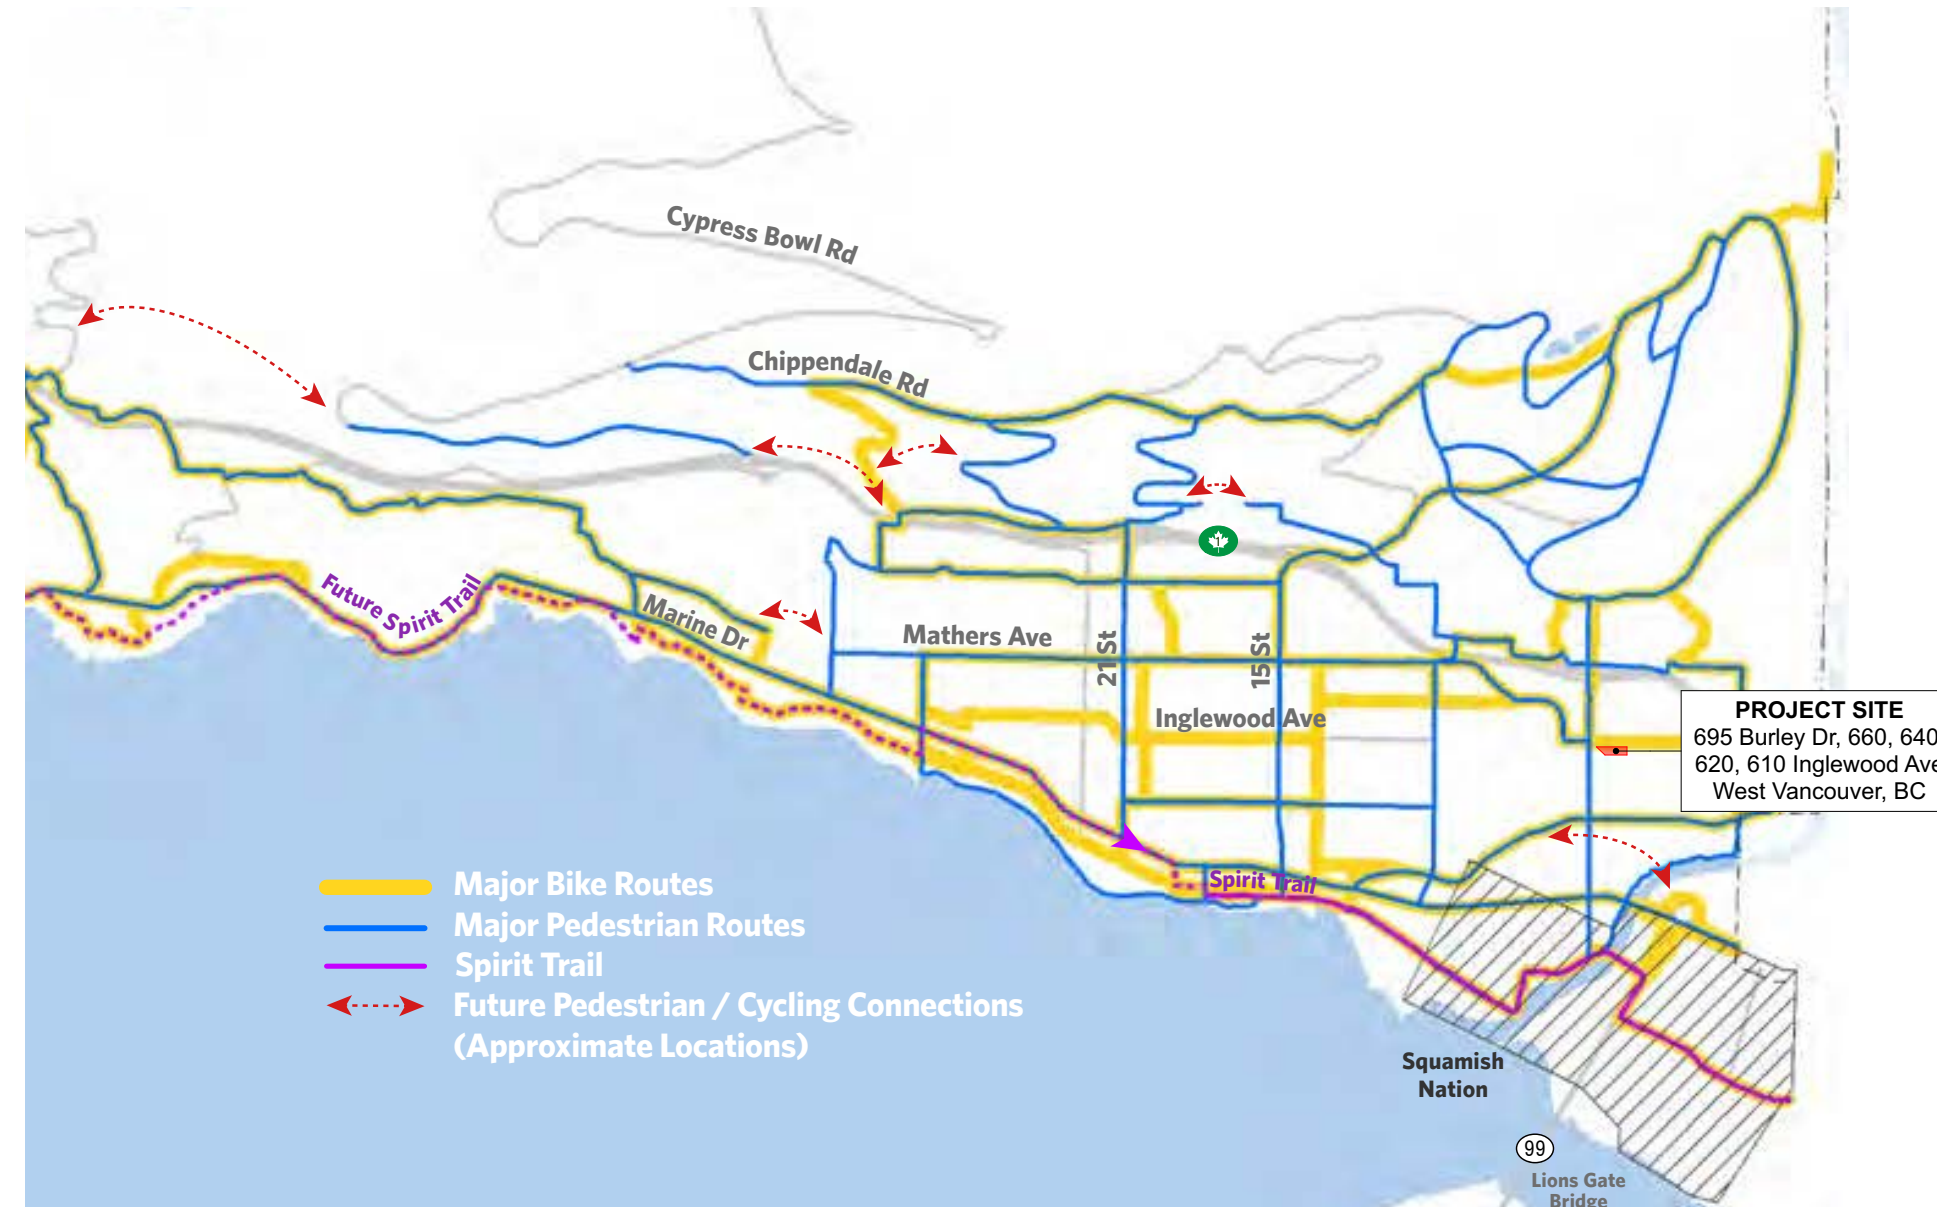 Cypress Bowl Rd
Chippendale Rd
1
Future Spirit Trail
Marine Dr
Mathers Ave
21 St
15 St
Inglewood Ave
PROJECT SITE
695 Burley Dr, 660, 640
620, 610 Inglewood Ave
West Vancouver, BC
Spirit Trail
Major Bike Routes
Major Pedestrian Routes
Spirit Trail
Future Pedestrian / Cycling Connections
(Approximate Locations)
Squamish
Nation
99
Lions Gate
Bridge